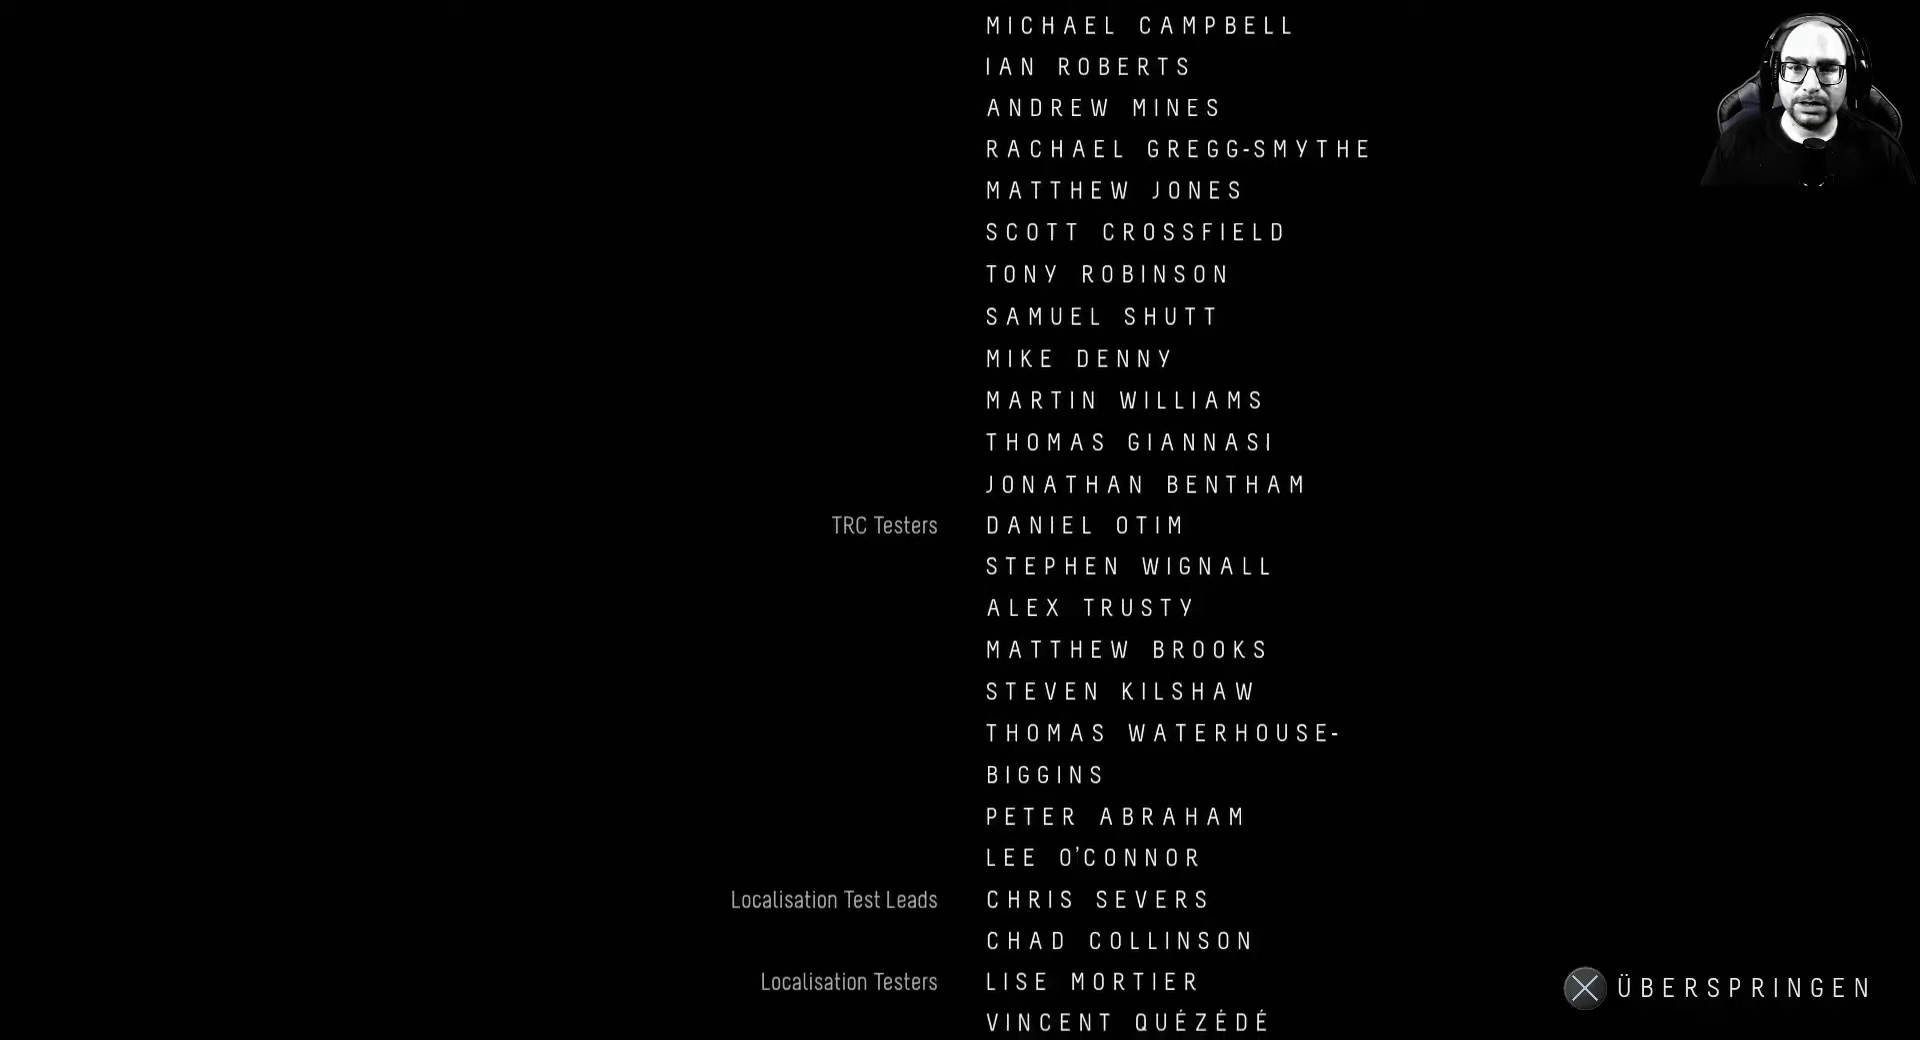 MICHAEL CAMPBELL
IAN ROBERTS
ANDREW MINES
RACHAEL GREGG-SMYTHE
MATTHEW JONES
SCOTT CROSSFIELD
TONY ROBINSON
SAMUEL SHUTT
MIKE DENNY
MARTIN WILLIAMS
THOMAS GIANNASI
JONATHAN BENTHAM
TRC Testers DANIEL OTIM
STEPHEN WIGNALL
ALEX TRUSTY
MATTHEW BROOKS
STEVEN KILSHAW
THOMAS WATERHOUSE-
BIGGINS
PETER ABRAHAM
LEE O'CONNOR
Localisation Test Leads CHRIS SEVERS
CHAD COLLINSON
Localisation Testers LISE MORTIER
VINCENT QUÉZÉDÉ
ÜBERSPRINGEN